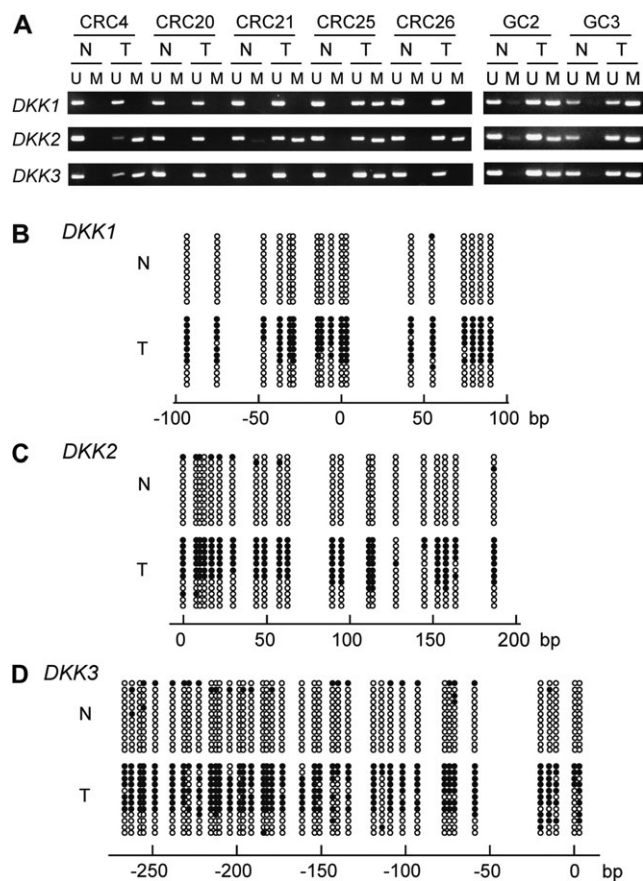 A CRC4 CRC20 CRC21 CRC25 CRC26 GC2 GC3
N T N T N T N T N T N T N T
U M U M U M U M U M U M U M U M U M U M U M U M U M U M
DKK1
DKK2
DKK3
B DKK1
N
T
-100 -50 0 50 100 bp
C DKK2
N
T
0 50 100 150 200 bp
D DKK3
N
T
-250 -200 -150 -100 -50 0 bp